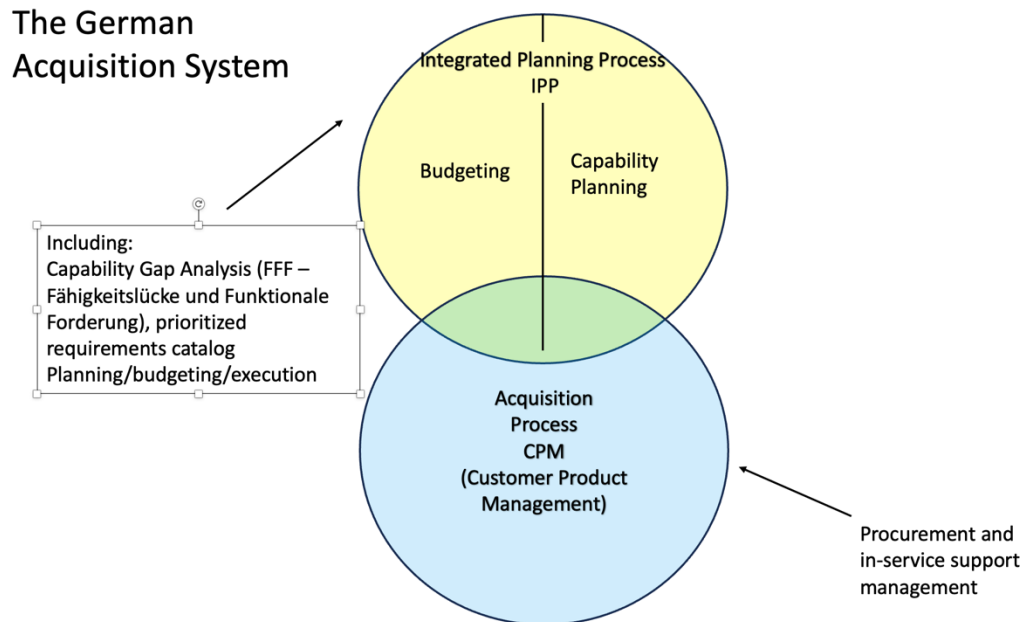 The German
Acquisition System
Integrated Planning Process
IPP
Budgeting
Capability
Planning
Including:
Capability Gap Analysis (FFF –
Fähigkeitslücke und Funktionale
Forderung), prioritized
requirements catalog
Planning/budgeting/execution
Acquisition
Process
CPM
(Customer Product
Management)
Procurement and
in-service support
management